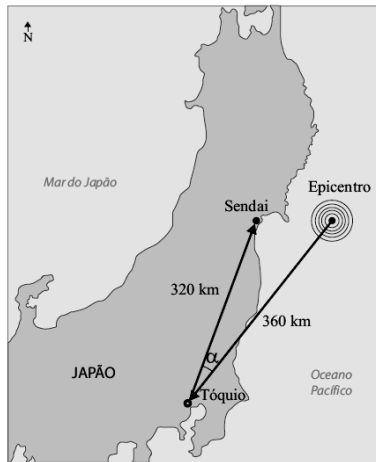 N
Mar do Japão
Sendai
Epicentro
320 km
360 km
α
JAPÃO
Tóquio
Oceano
Pacífico